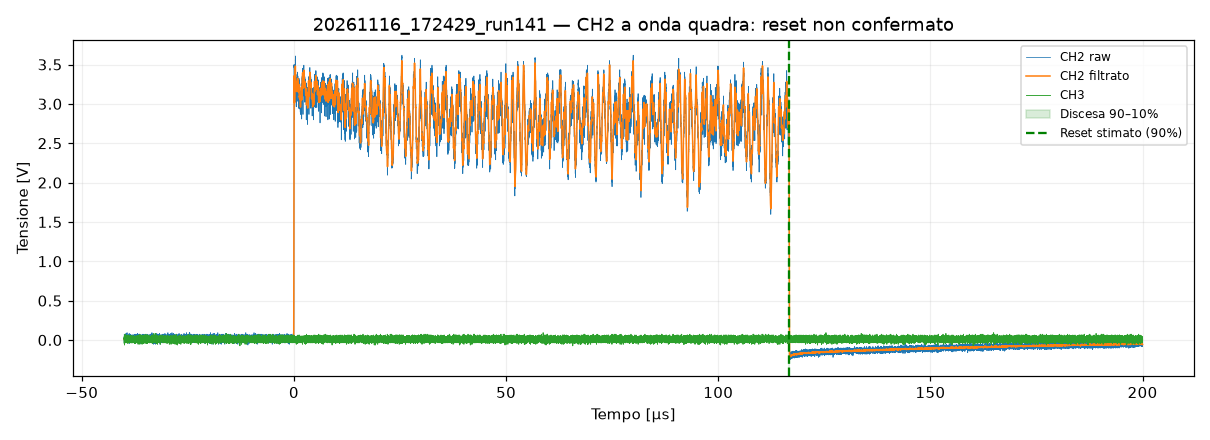 20261116_172429_run141 — CH2 a onda quadra: reset non confermato
3.5
3.0
2.5
2.0
1.5
1.0
0.5
0.0
Tensione [V]
CH2 raw
CH2 filtrato
CH3
Discesa 90–10%
Reset stimato (90%)
−50
0
50
100
150
200
Tempo [µs]